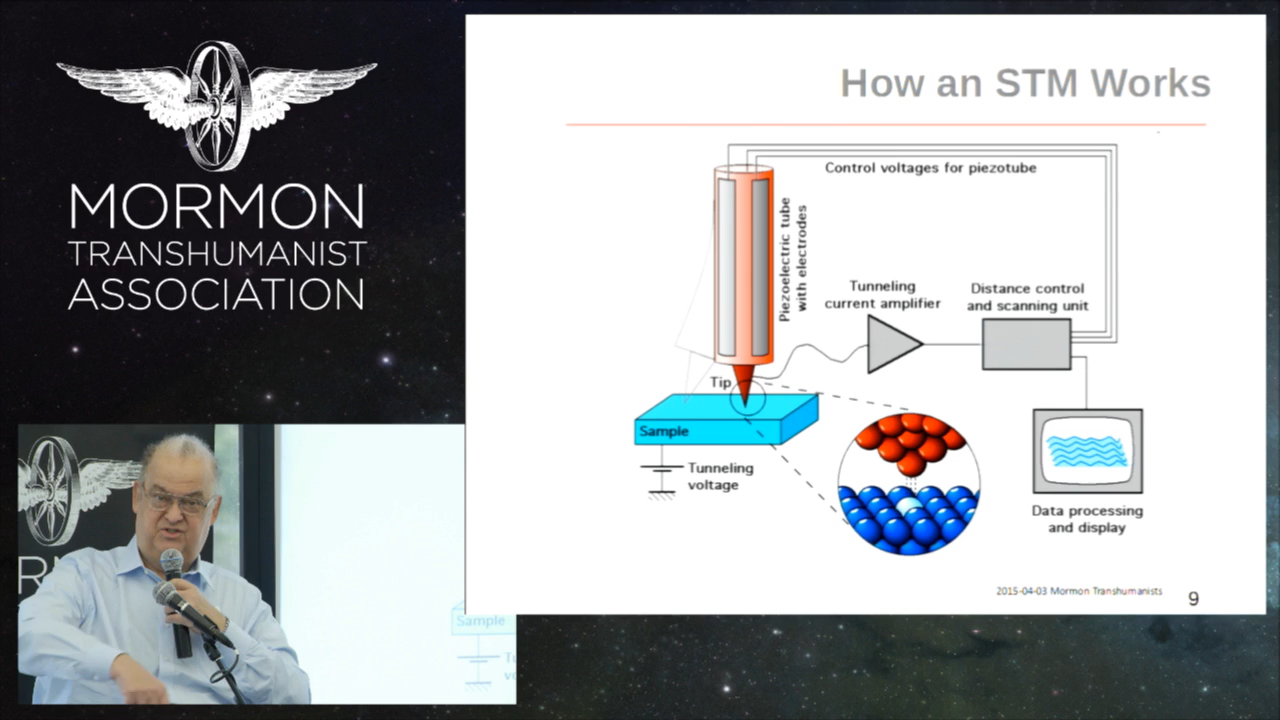 MORMON
TRANSHUMANIST
ASSOCIATION
How an STM Works
Control voltages for piezotube
Piezoelectric tube
with electrodes
Tunneling
current amplifier
Distance control
and scanning unit
Tip
Sample
Tunneling
voltage
Data processing
and display
2015-04-03 Mormon Transhumanists
9
Sample